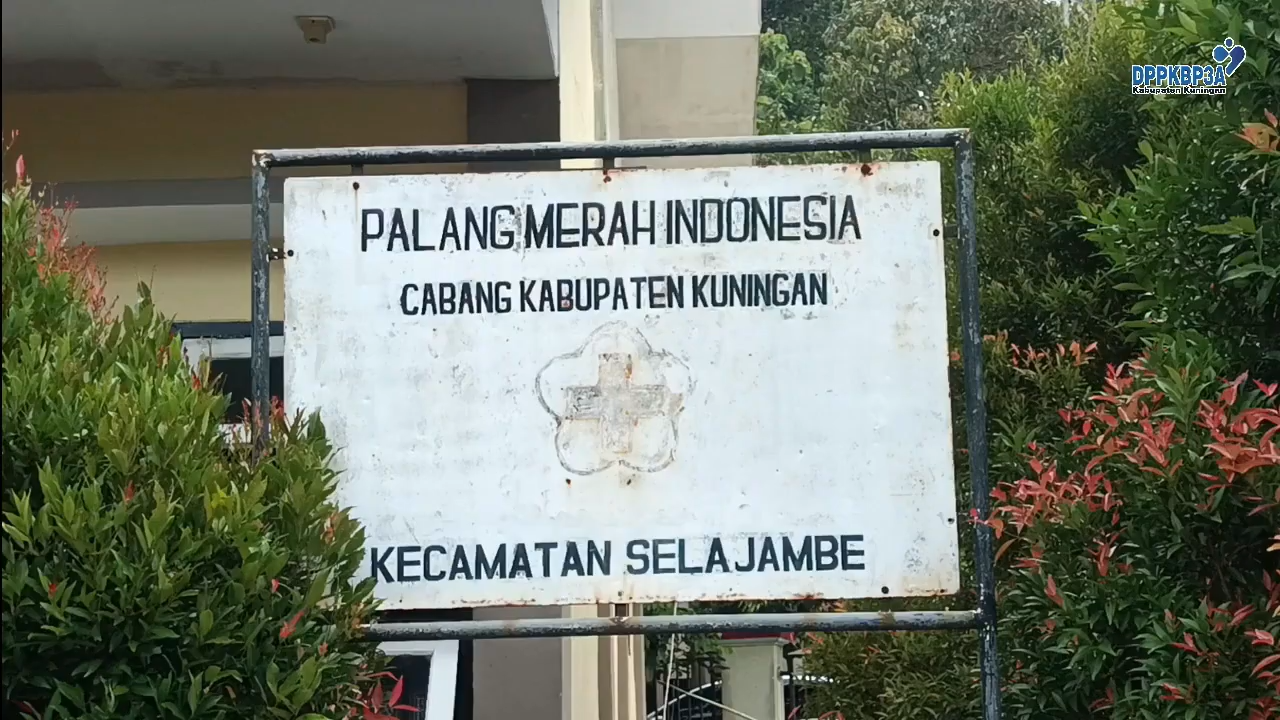 DPPKBP3A
Kabupaten Kuningan
PALANG MERAH INDONESIA
CABANG KABUPATEN KUNINGAN
KECAMATAN SELAJAMBE